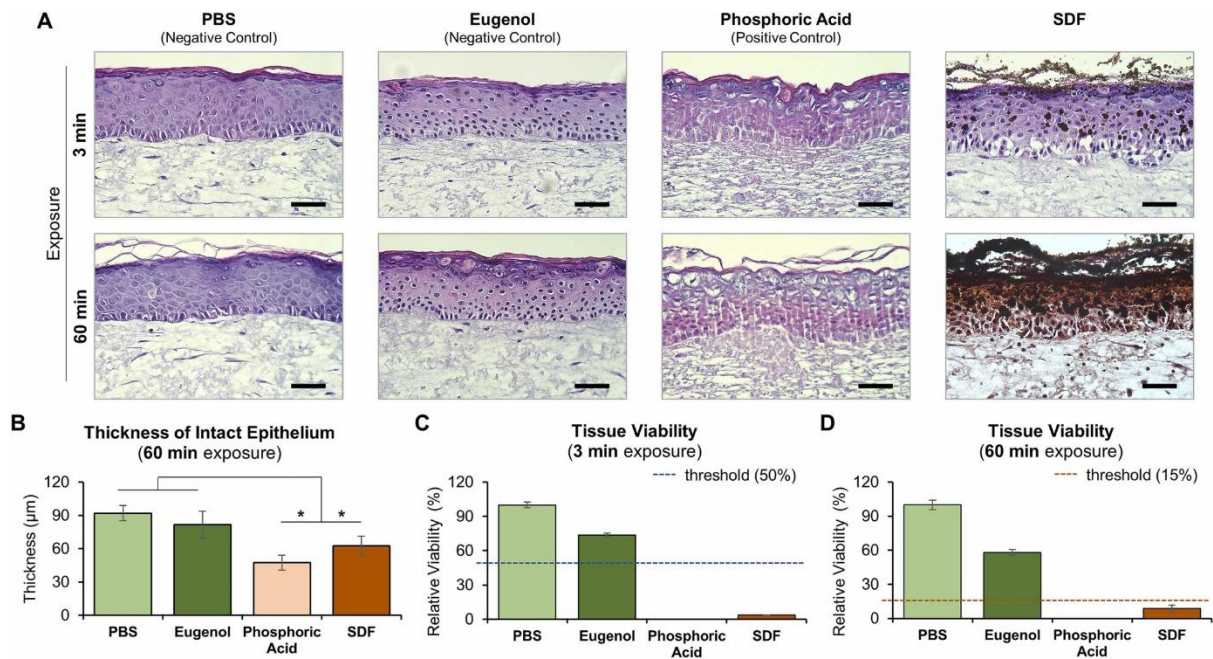 A
PBS
(Negative Control)
Eugenol
(Negative Control)
Phosphoric Acid
(Positive Control)
SDF
Exposure
3 min
60 min
B
Thickness of Intact Epithelium
(60 min exposure)
Thickness (µm)
120
90
60
30
0
* *
PBS
Eugenol
Phosphoric
Acid
SDF
C
Tissue Viability
(3 min exposure)
threshold (50%)
Relative Viability (%)
120
90
60
30
0
PBS
Eugenol
Phosphoric
Acid
SDF
D
Tissue Viability
(60 min exposure)
threshold (15%)
Relative Viability (%)
120
90
60
30
0
PBS
Eugenol
Phosphoric
Acid
SDF